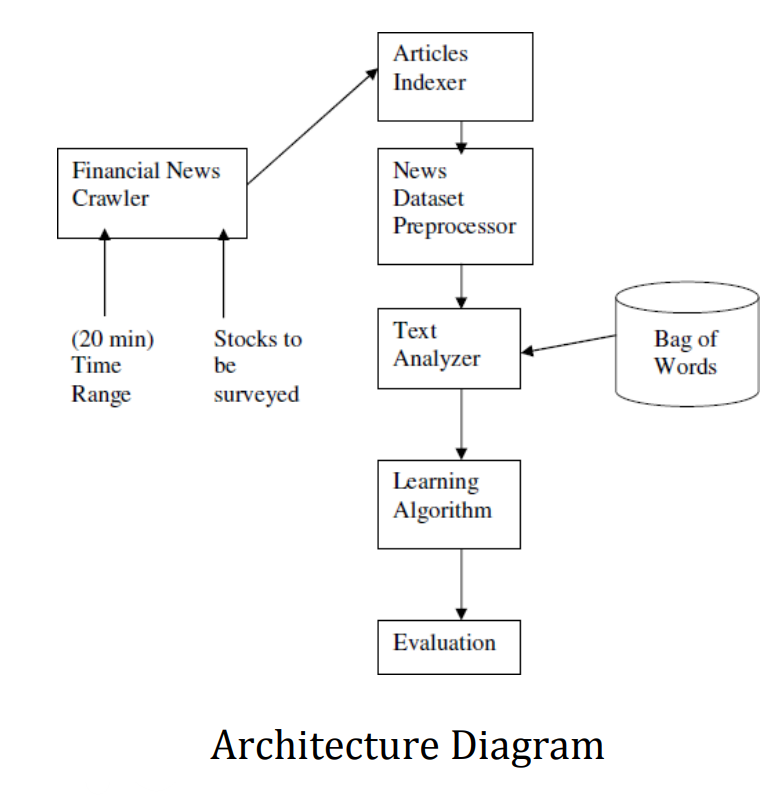 Articles
Indexer
Financial News
Crawler
News
Dataset
Preprocessor
(20 min)
Time
Range
Stocks to
be
surveyed
Text
Analyzer
Bag of
Words
Learning
Algorithm
Evaluation
Architecture Diagram